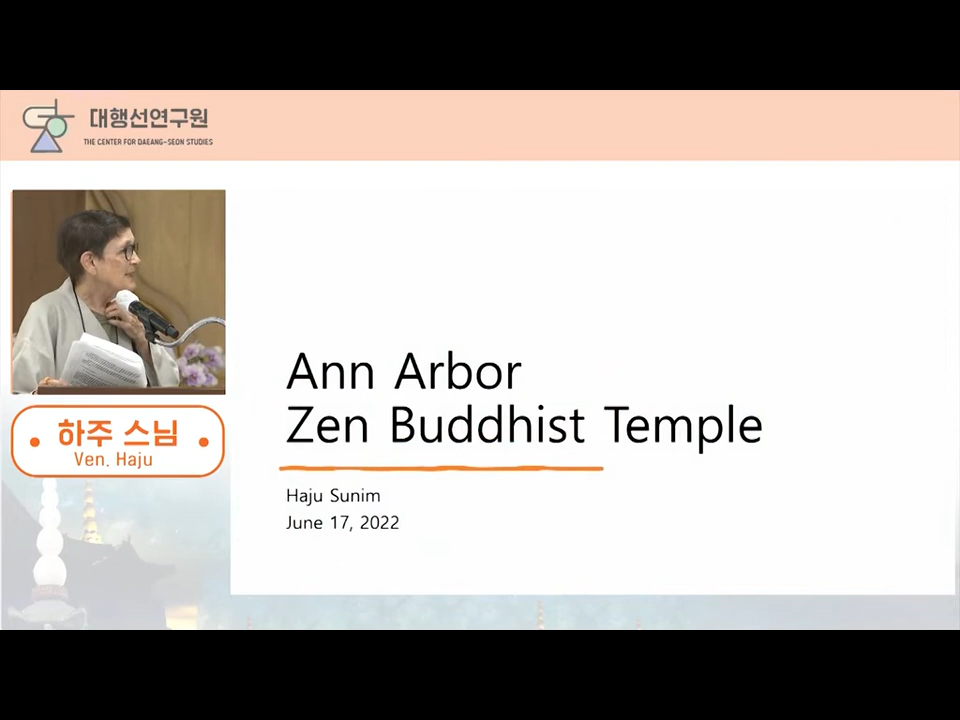 대행선연구원
THE CENTER FOR DAEANG-SEON STUDIES
하주 스님
Ven. Haju
Ann Arbor
Zen Buddhist Temple
Haju Sunim
June 17, 2022